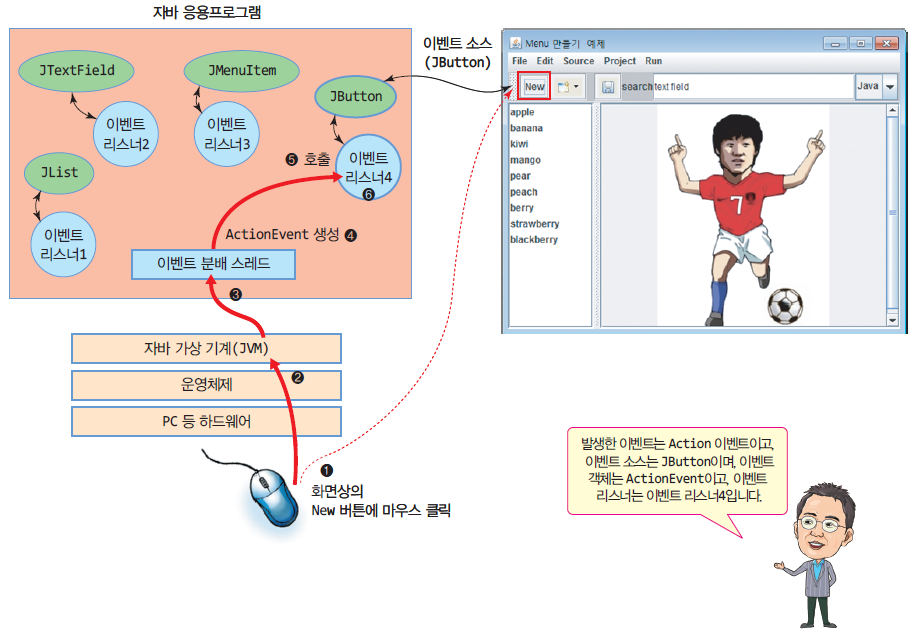 자바 응용프로그램
JTextField
이벤트
리스너2
JMenuItem
이벤트
리스너3
JButton
❺ 호출
이벤트
리스너4
❻
JList
이벤트
리스너1
ActionEvent 생성 ❹
이벤트 분배 스레드
❸
자바 가상 기계(JVM)
❷
운영체제
PC 등 하드웨어
❶
화면상의
New 버튼에 마우스 클릭
이벤트 소스
(JButton)
Menu 만들기 예제
File Edit Source Project Run
New
search text field
Java
apple
banana
kiwi
mango
pear
peach
berry
strawberry
blackberry
7
발생한 이벤트는 Action 이벤트이고,
이벤트 소스는 JButton이며, 이벤트
객체는 ActionEvent이고, 이벤트
리스너는 이벤트 리스너4입니다.